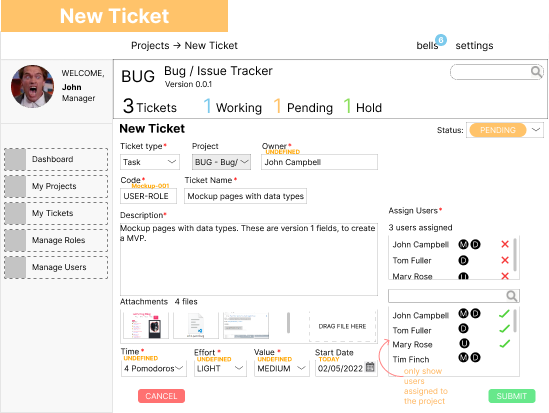 New Ticket
Projects → New Ticket
bells 6 settings
WELCOME,
John
Manager
BUG Bug / Issue Tracker
Version 0.0.1
3 Tickets 1 Working 1 Pending 1 Hold
New Ticket
Status: PENDING
Ticket type* Project Owner*
UNDEFINED
Task BUG - Bug/ John Campbell
Code* Ticket Name*
Mockup-001
USER-ROLE Mockup pages with data types
Dashboard
My Projects
My Tickets
Manage Roles
Manage Users
Description*
Mockup pages with data types. These are version 1 fields, to create
a MVP.
Assign Users*
3 users assigned
John Campbell M D
Tom Fuller D
Mary Rose U
Attachments 4 files
DRAG FILE HERE
John Campbell M D
Tom Fuller D
Mary Rose U
Tim Finch M D
only show
users
assigned to
the project
Time* Effort* Value* Start Date
UNDEFINED UNDEFINED UNDEFINED TODAY
4 Pomodoros LIGHT MEDIUM 02/05/2022
CANCEL SUBMIT